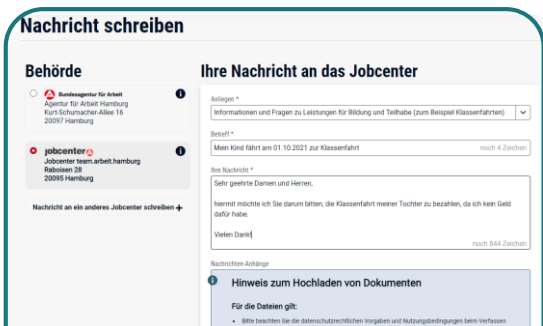 Nachricht schreiben
Behörde
Bundesagentur für Arbeit
Agentur für Arbeit Hamburg
Kurt-Schumacher-Allee 16
20097 Hamburg
jobcenter
Jobcenter team.arbeit.hamburg
Raboisen 28
20095 Hamburg
Nachricht an ein anderes Jobcenter schreiben +
Ihre Nachricht an das Jobcenter
Anliegen *
Informationen und Fragen zu Leistungen für Bildung und Teilhabe (zum Beispiel Klassenfahrten)
Betreff *
Mein Kind fährt am 01.10.2021 zur Klassenfahrt
noch 4 Zeichen
Ihre Nachricht *
Sehr geehrte Damen und Herren,
hiermit möchte ich Sie darum bitten, die Klassenfahrt meiner Tochter zu bezahlen, da ich kein Geld
dafür habe.
Vielen Dank!
noch 844 Zeichen
Nachrichten-Anhänge
Hinweis zum Hochladen von Dokumenten
Für die Dateien gilt:
• Bitte beachten Sie die datenschutzrechtlichen Vorgaben und Nutzungsbedingungen beim Verfassen